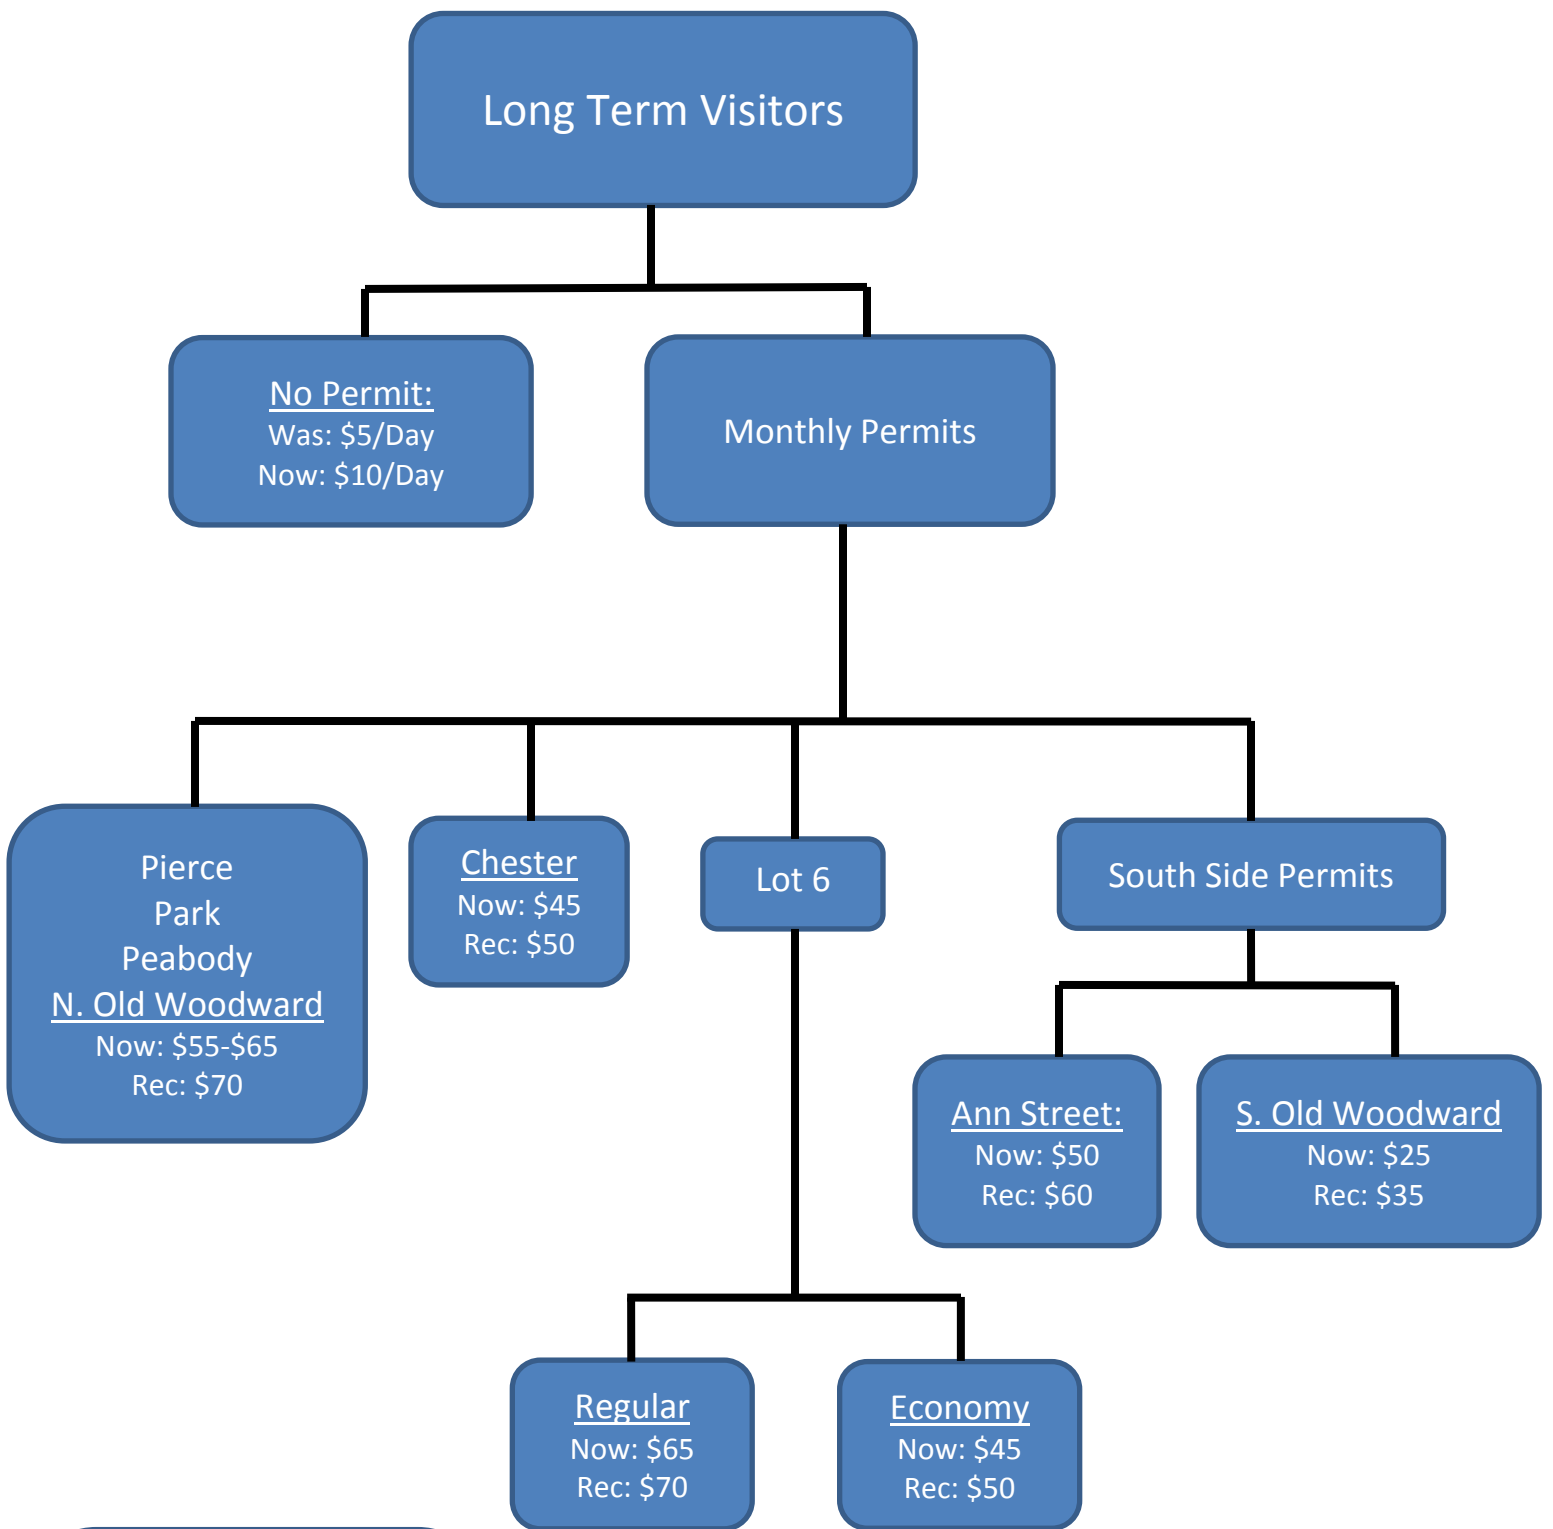 Long Term Visitors
No Permit:
Was: $5/Day
Now: $10/Day
Monthly Permits
Pierce
Park
Peabody
N. Old Woodward
Now: $55-$65
Rec: $70
Chester
Now: $45
Rec: $50
Lot 6
South Side Permits
Ann Street:
Now: $50
Rec: $60
S. Old Woodward
Now: $25
Rec: $35
Regular
Now: $65
Rec: $70
Economy
Now: $45
Rec: $50